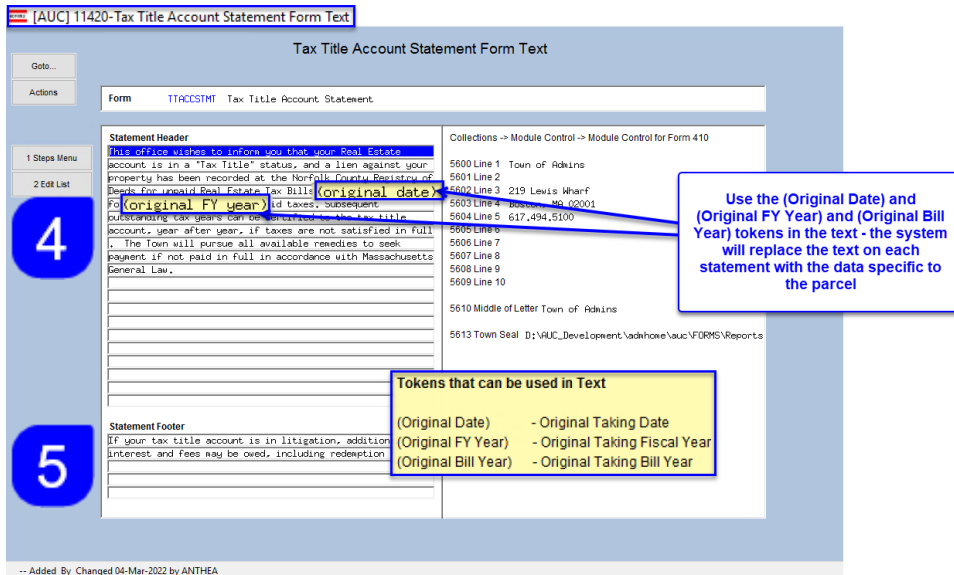 [AUC] 11420-Tax Title Account Statement Form Text
Tax Title Account Statement Form Text
Goto...
Actions
Form TTACCSTMT Tax Title Account Statement
1 Steps Menu
2 Edit List
4
Statement Header
This office wishes to inform you that your Real Estate
account is in a "Tax Title" status, and a lien against your
property has been recorded at the Norfolk County Registry of
Deeds for unpaid Real Estate Tax Bills (original date)
(original FY year) id taxes. Subsequent
outstanding tax years can be certified to the tax title
account, year after year, if taxes are not satisfied in full
. The Town will pursue all available remedies to seek
payment if not paid in full in accordance with Massachusetts
General Law.
Collections -> Module Control -> Module Control for Form 410
5600 Line 1 Town of Admins
5601 Line 2
5602 Line 3 219 Lewis Wharf
5603 Line 4 Boston, MA 02001
5604 Line 5 617.494.5100
5605 Line 6
5606 Line 7
5607 Line 8
5608 Line 9
5609 Line 10
5610 Middle of Letter Town of Admins
5613 Town Seal D:\AUC_Development\admhome\auc\FORMS\Reports
Use the (Original Date) and
(Original FY Year) and (Original Bill
Year) tokens in the text - the system
will replace the text on each
statement with the data specific to
the parcel
Tokens that can be used in Text
(Original Date) - Original Taking Date
(Original FY Year) - Original Taking Fiscal Year
(Original Bill Year) - Original Taking Bill Year
5
Statement Footer
If your tax title account is in litigation, addition
interest and fees may be owed, including redemption
-- Added By Changed 04-Mar-2022 by ANTHEA